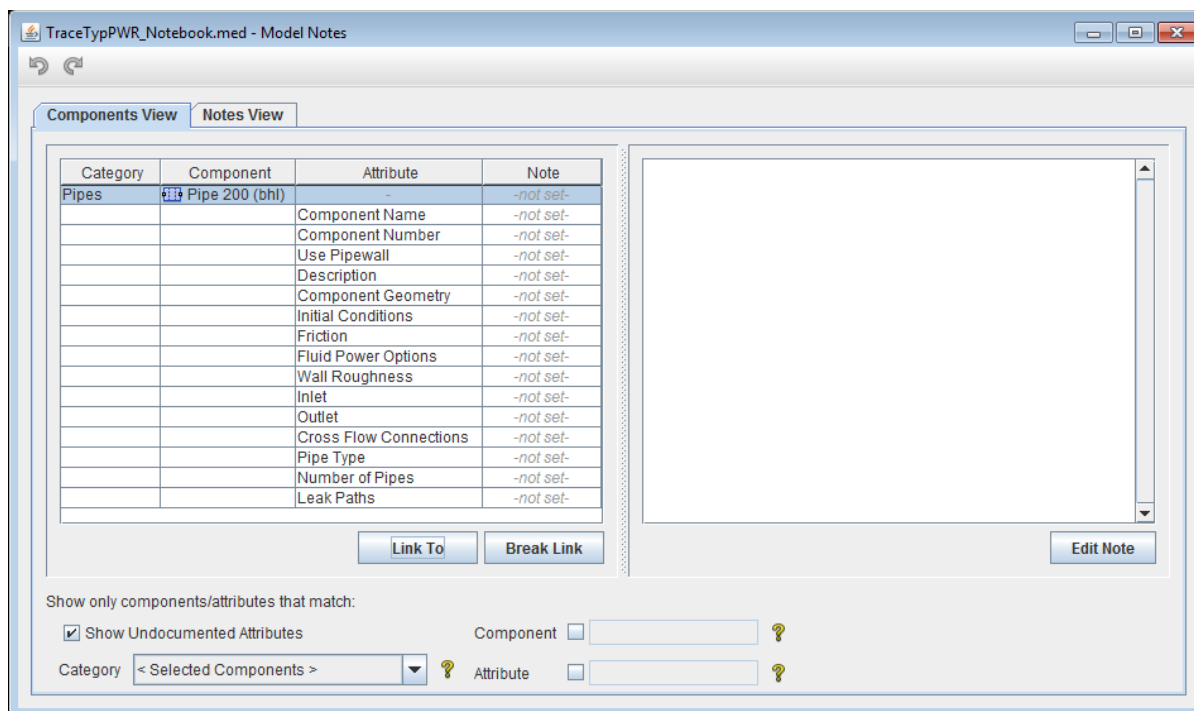 TraceTypPWR_Notebook.med - Model Notes
Components View Notes View
Category Component Attribute Note
Pipes Pipe 200 (bhl) - -not set-
Component Name -not set-
Component Number -not set-
Use Pipewall -not set-
Description -not set-
Component Geometry -not set-
Initial Conditions -not set-
Friction -not set-
Fluid Power Options -not set-
Wall Roughness -not set-
Inlet -not set-
Outlet -not set-
Cross Flow Connections -not set-
Pipe Type -not set-
Number of Pipes -not set-
Leak Paths -not set-
Link To Break Link Edit Note
Show only components/attributes that match:
Show Undocumented Attributes Component ?
Category < Selected Components > ? Attribute ?